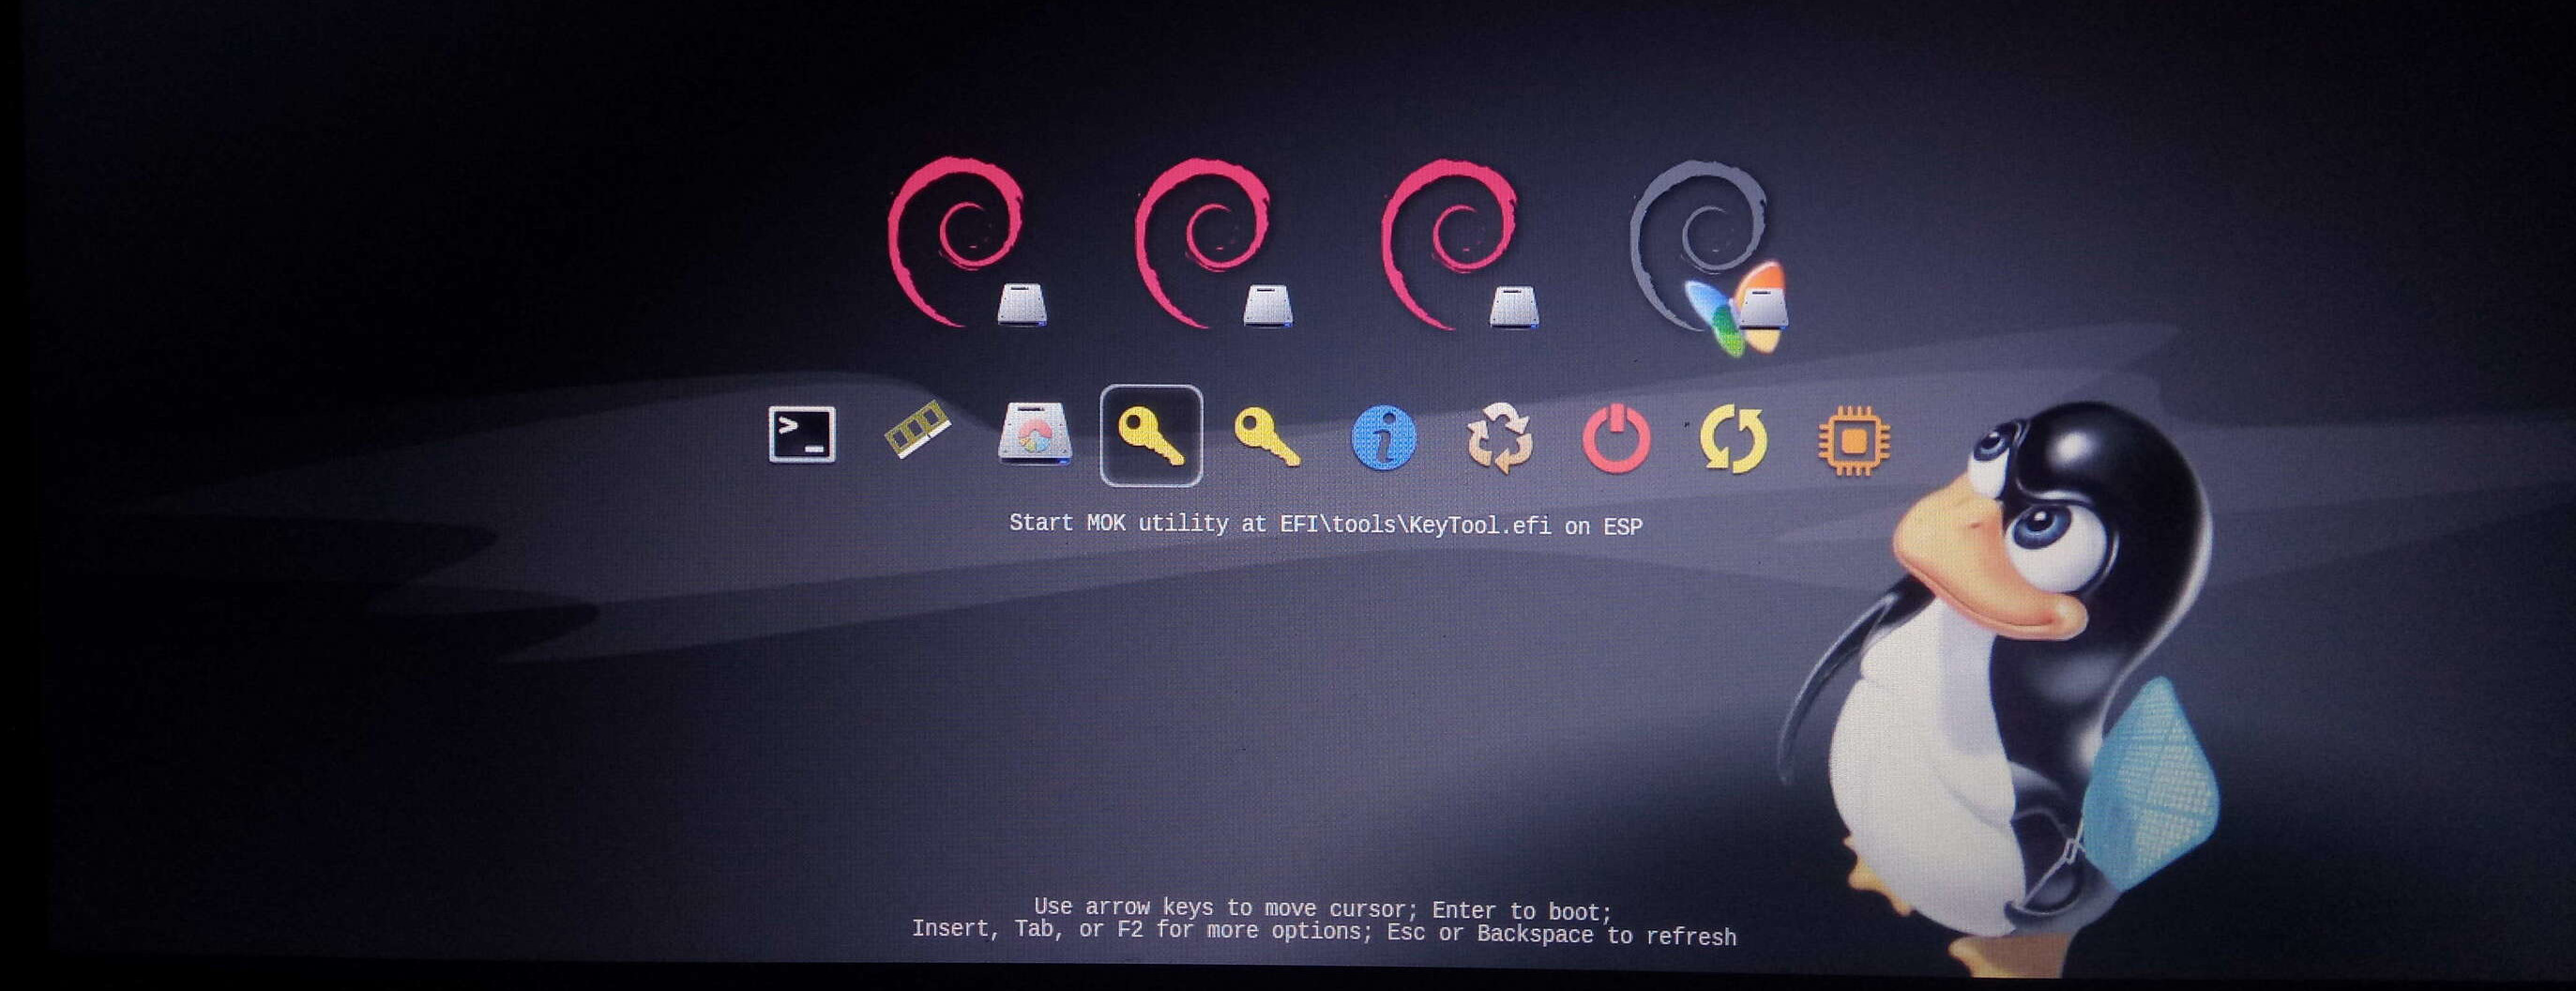 Start MOK utility at EFI\tools\KeyTool.efi on ESP
Use arrow keys to move cursor; Enter to boot;
Insert, Tab, or F2 for more options; Esc or Backspace to refresh